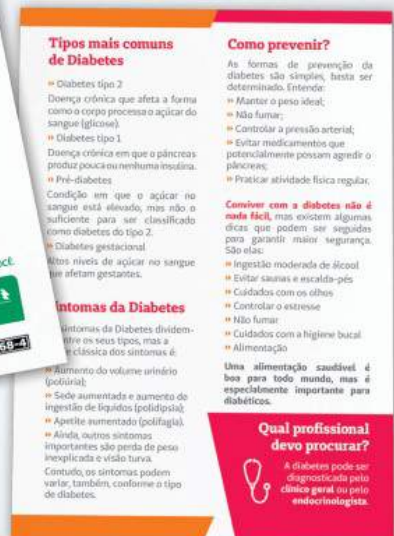 Tipos mais comuns
de Diabetes
» Diabetes tipo 2
Doença crônica que afeta a forma
como o corpo processa o açúcar do
sangue (glicose).
» Diabetes tipo 1
Doença crônica em que o pâncreas
produz pouca ou nenhuma insulina.
» Pré-diabetes
Condição em que o açúcar no
sangue está elevado, mas não o
suficiente para ser classificado
como diabetes do tipo 2.
» Diabetes gestacional
Altos níveis de açúcar no sangue
que afetam gestantes.
Sintomas da Diabetes
sintomas da Diabetes dividem-
entre os seus tipos, mas a
clássica dos sintomas é:
» Aumento do volume urinário
(poliúria);
» Sede aumentada e aumento de
ingestão de líquidos (polidipsia);
» Apetite aumentado (polifagia).
» Ainda, outros sintomas
importantes são perda de peso
inexplicada e visão turva.
Contudo, os sintomas podem
variar, também, conforme o tipo
de diabetes.
Como prevenir?
As formas de prevenção da
diabetes são simples, basta ser
determinado. Entenda:
» Manter o peso ideal;
» Não fumar;
» Controlar a pressão arterial;
» Evitar medicamentos que
potencialmente possam agredir o
pâncreas;
» Praticar atividade física regular.
Conviver com a diabetes não é
nada fácil, mas existem algumas
dicas que podem ser seguidas
para garantir maior segurança.
São elas:
» Ingestão moderada de álcool
» Evitar saunas e escalda-pés
» Cuidados com os olhos
» Controlar o estresse
» Não fumar
» Cuidados com a higiene bucal
» Alimentação
Uma alimentação saudável é
boa para todo mundo, mas é
especialmente importante para
diabéticos.
Qual profissional
devo procurar?
A diabetes pode ser
diagnosticada pelo
clínico geral ou pelo
endocrinologista.
68-4